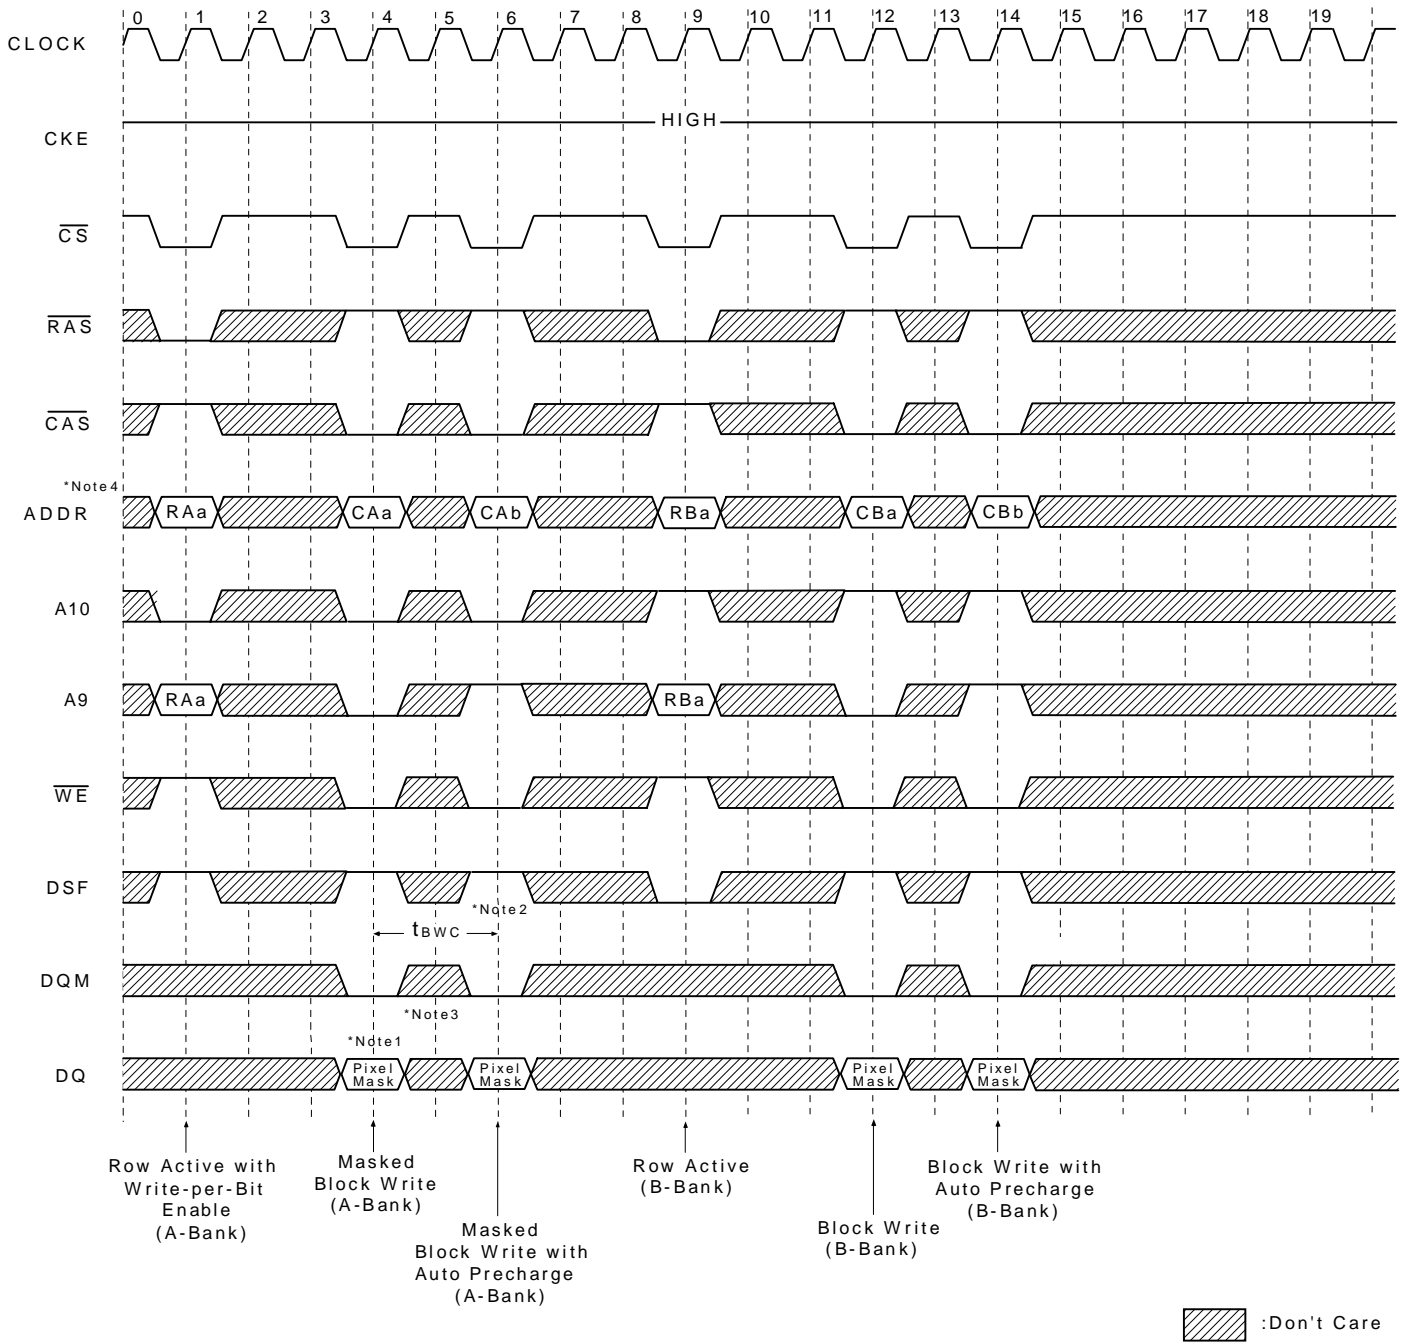 0 1 2 3 4 5 6 7 8 9 10 11 12 13 14 15 16 17 18 19
CLOCK
HIGH
CKE
CS
RAS
CAS
*Note4
ADDR RAa CAa CAb RBa CBa CBb
A10
A9 RAa RBa
WE
DSF
*Note2
tBWC
DQM
*Note3
*Note1
DQ
Pixel Mask
Pixel Mask
Pixel Mask
Pixel Mask
Row Active with
Write-per-Bit
Enable
(A-Bank)
Masked
Block Write
(A-Bank)
Masked
Block Write with
Auto Precharge
(A-Bank)
Row Active
(B-Bank)
Block Write
(B-Bank)
Block Write with
Auto Precharge
(B-Bank)
:Don't Care